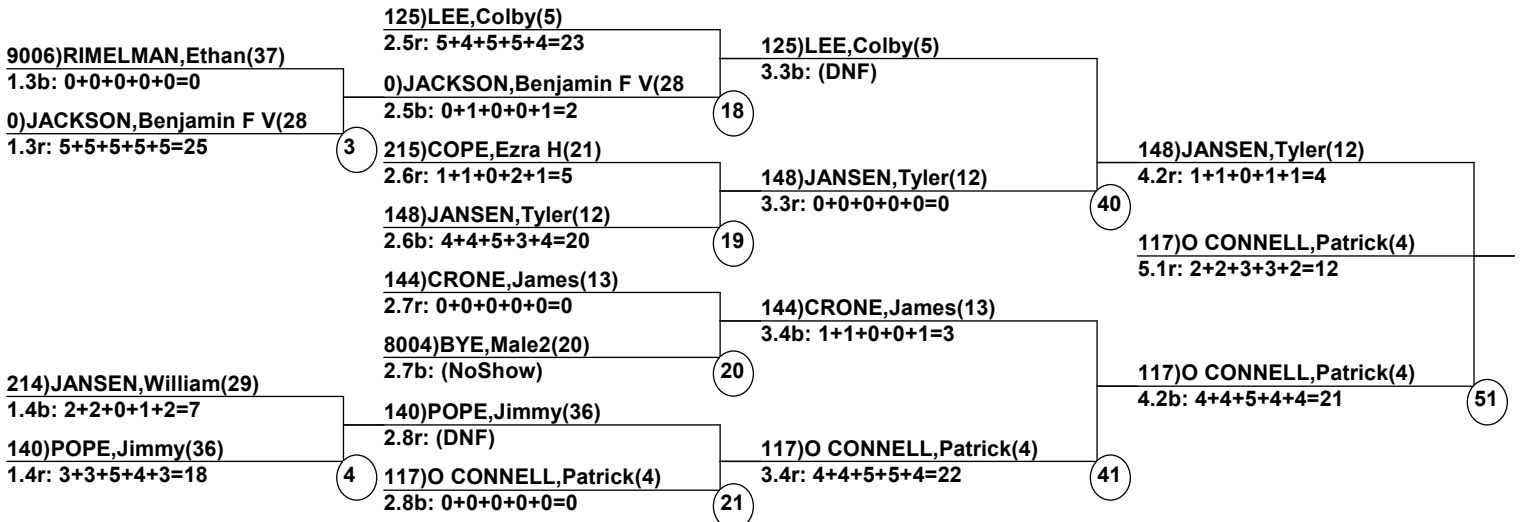 9006)RIMELMAN,Ethan(37)
1.3b: 0+0+0+0+0=0
0)JACKSON,Benjamin F V(28
1.3r: 5+5+5+5+5=25
3
214)JANSEN,William(29)
1.4b: 2+2+0+1+2=7
140)POPE,Jimmy(36)
1.4r: 3+3+5+4+3=18
4
125)LEE,Colby(5)
2.5r: 5+4+5+5+4=23
0)JACKSON,Benjamin F V(28
2.5b: 0+1+0+0+1=2
18
215)COPE,Ezra H(21)
2.6r: 1+1+0+2+1=5
148)JANSEN,Tyler(12)
2.6b: 4+4+5+3+4=20
19
144)CRONE,James(13)
2.7r: 0+0+0+0+0=0
8004)BYE,Male2(20)
2.7b: (NoShow)
20
140)POPE,Jimmy(36)
2.8r: (DNF)
117)O CONNELL,Patrick(4)
2.8b: 0+0+0+0+0=0
21
125)LEE,Colby(5)
3.3b: (DNF)
148)JANSEN,Tyler(12)
3.3r: 0+0+0+0+0=0
40
144)CRONE,James(13)
3.4b: 1+1+0+0+1=3
117)O CONNELL,Patrick(4)
3.4r: 4+4+5+5+4=22
41
148)JANSEN,Tyler(12)
4.2r: 1+1+0+1+1=4
117)O CONNELL,Patrick(4)
5.1r: 2+2+3+3+2=12
117)O CONNELL,Patrick(4)
4.2b: 4+4+5+4+4=21
51